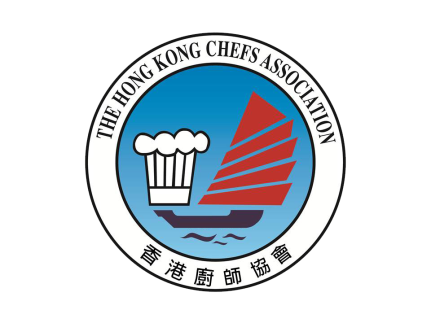 THE HONG KONG CHEFS ASSOCIATION
香港廚師協會